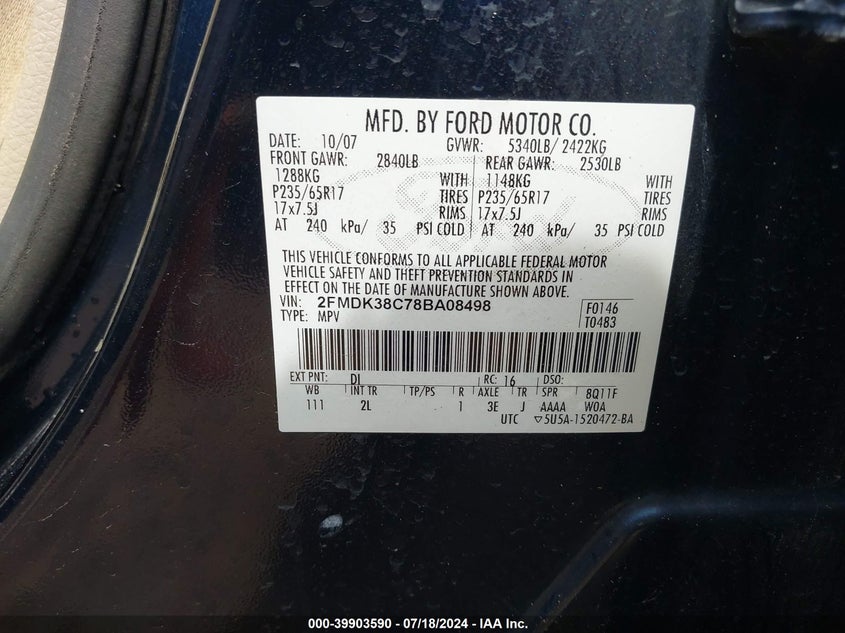 MFD. BY FORD MOTOR CO.
DATE: 10/07 GVWR: 5340LB/ 2422KG
FRONT GAWR: 2840LB REAR GAWR: 2530LB
1288KG WITH 1148KG WITH
P235/65R17 TIRES P235/65R17 TIRES
17x7.5J RIMS 17x7.5J RIMS
AT 240 kPa/ 35 PSI COLD AT 240 kPa/ 35 PSI COLD
THIS VEHICLE CONFORMS TO ALL APPLICABLE FEDERAL MOTOR
VEHICLE SAFETY AND THEFT PREVENTION STANDARDS IN
EFFECT ON THE DATE OF MANUFACTURE SHOWN ABOVE.
VIN: 2FMDK38C78BA08498 F0146
TYPE: MPV T0483
EXT PNT: DI RC: 16 DSO:
WB INT TR TP/PS R AXLE TR SPR 8Q11F
111 2L 1 3E J AAAA W0A
UTC ▽5U5A-1520472-BA
000-39903590 - 07/18/2024 - IAA Inc.